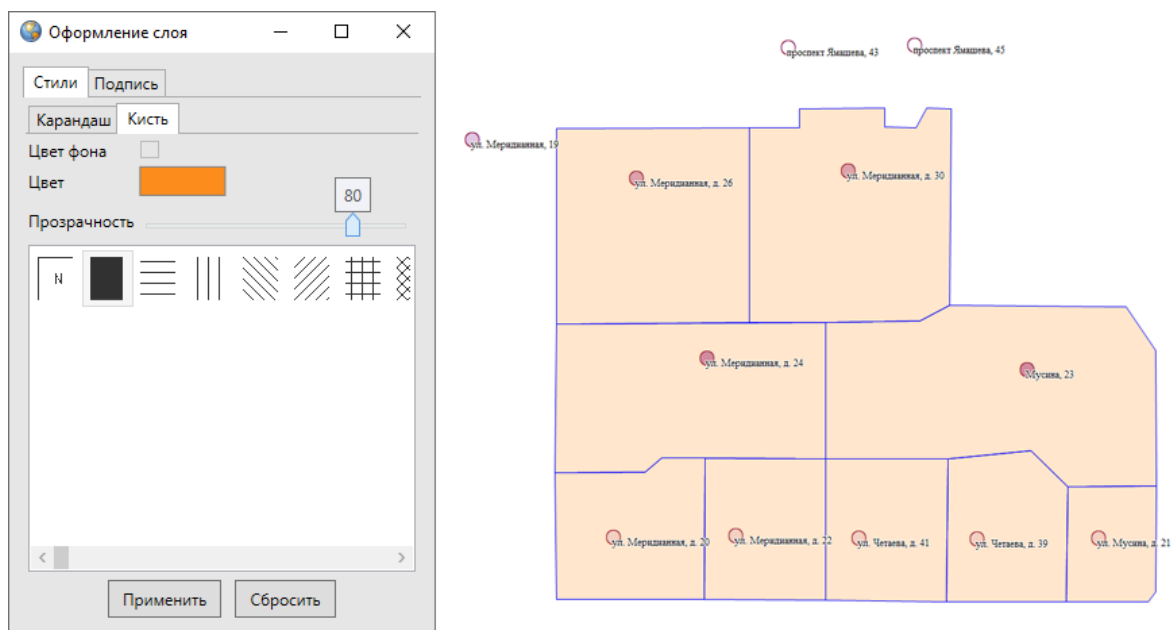 Оформление слоя
Стили Подпись
Карандаш Кисть
Цвет фона
Цвет
80
Прозрачность
N
Применить Сбросить
проспект Ямашева, 43
проспект Ямашева, 45
ул. Меридианная, 19
ул. Меридианная, д. 26
ул. Меридианная, д. 30
ул. Меридианная, д. 24
Мусина, 23
ул. Меридианная, д. 20
ул. Меридианная, д. 22
ул. Четаева, д. 41
ул. Четаева, д. 39
ул. Мусина, д. 21